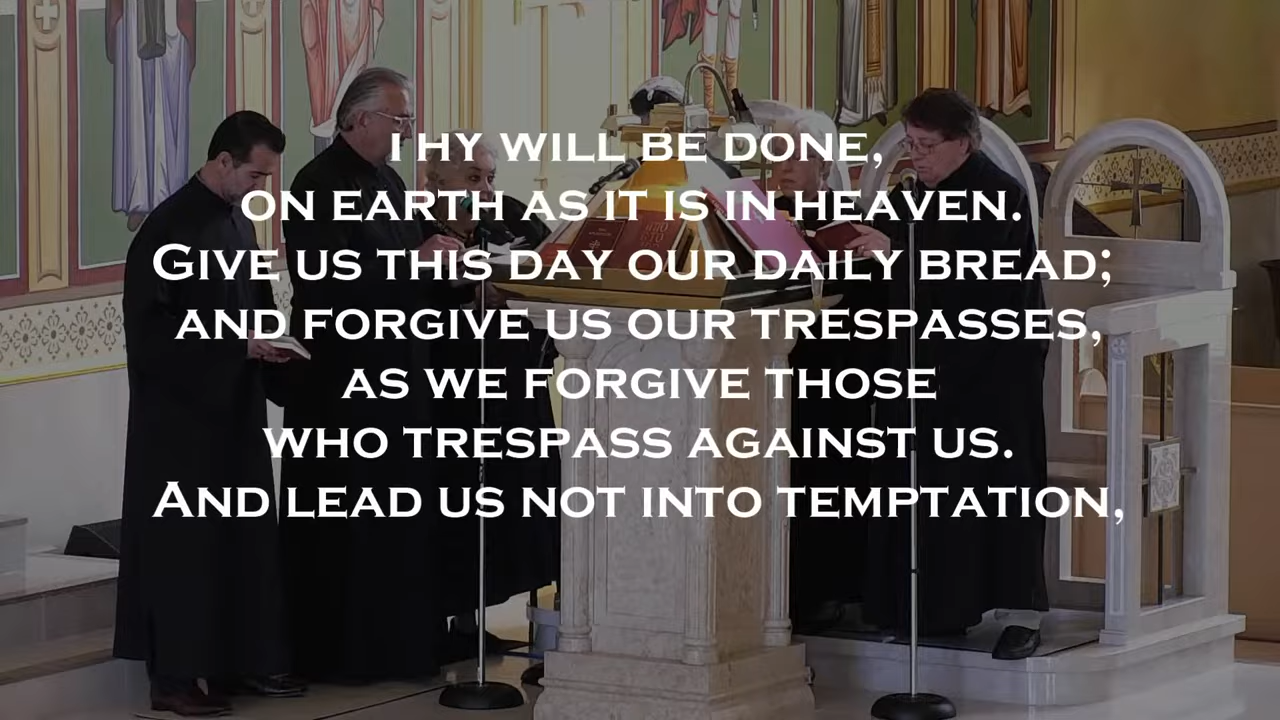 Thy will be done,
on earth as it is in heaven.
Give us this day our daily bread;
and forgive us our trespasses,
as we forgive those
who trespass against us.
And lead us not into temptation,